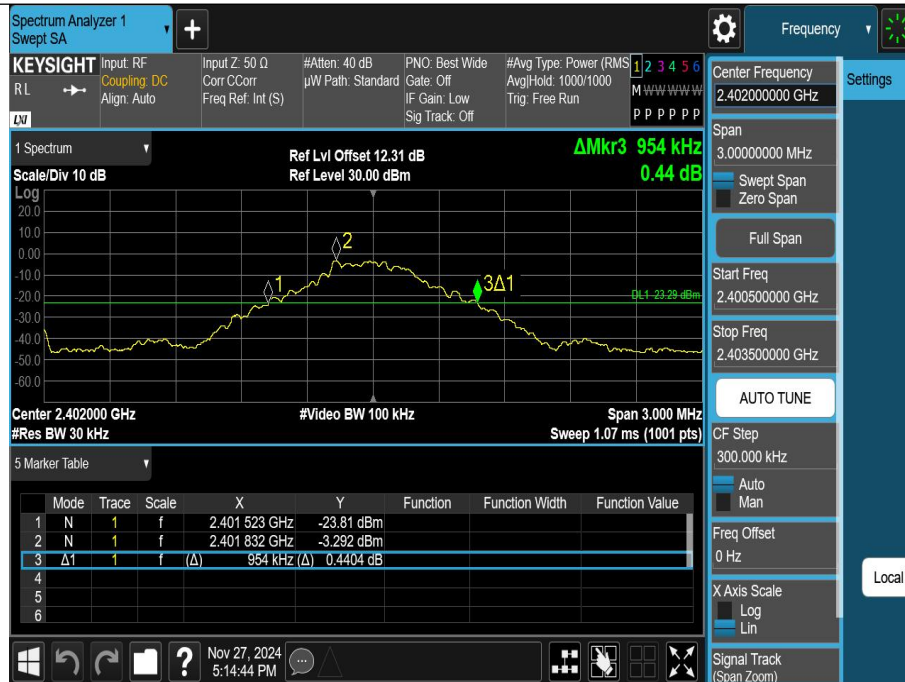 Spectrum Analyzer 1
Swept SA
+
Frequency
KEYSIGHT
RL
LXI
Input: RF
Coupling: DC
Align: Auto
Input Z: 50 Ω
Corr CCorr
Freq Ref: Int (S)
#Atten: 40 dB
µW Path: Standard
PNO: Best Wide
Gate: Off
IF Gain: Low
Sig Track: Off
#Avg Type: Power (RMS
Avg|Hold: 1000/1000
Trig: Free Run
1 2 3 4 5 6
M W W W W W
P P P P P P
1 Spectrum
Scale/Div 10 dB
Ref Lvl Offset 12.31 dB
Ref Level 30.00 dBm
ΔMkr3 954 kHz
0.44 dB
Log
20.0
10.0
0.00
-10.0
-20.0
-30.0
-40.0
-50.0
-60.0
1
2
3Δ1
DL1 -23.29 dBm
Center 2.402000 GHz
#Res BW 30 kHz
#Video BW 100 kHz
Span 3.000 MHz
Sweep 1.07 ms (1001 pts)
5 Marker Table
Mode Trace Scale X Y Function Function Width Function Value
1 N 1 f 2.401 523 GHz -23.81 dBm
2 N 1 f 2.401 832 GHz -3.292 dBm
3 Δ1 1 f (Δ) 954 kHz (Δ) 0.4404 dB
4
5
6
?
Nov 27, 2024
5:14:44 PM
Center Frequency
2.402000000 GHz
Settings
Span
3.00000000 MHz
Swept Span
Zero Span
Full Span
Start Freq
2.400500000 GHz
Stop Freq
2.403500000 GHz
AUTO TUNE
CF Step
300.000 kHz
Auto
Man
Freq Offset
0 Hz
Local
X Axis Scale
Log
Lin
Signal Track
(Span Zoom)